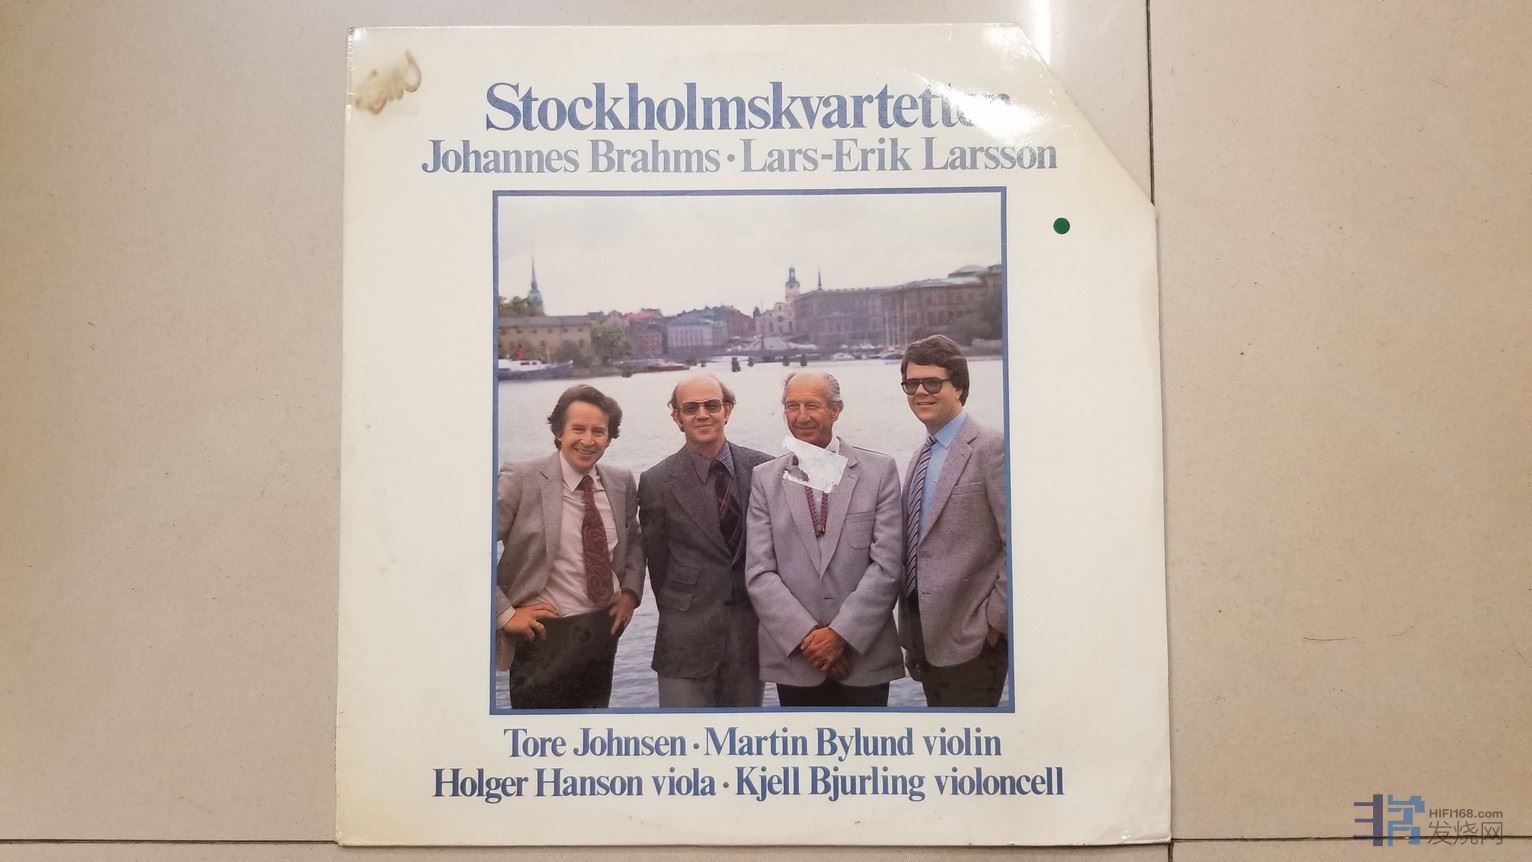 Stockholmskvartetten
Johannes Brahms · Lars-Erik Larsson
Tore Johnsen · Martin Bylund violin
Holger Hanson viola · Kjell Bjurling violoncell
HIFI168.com
发烧网